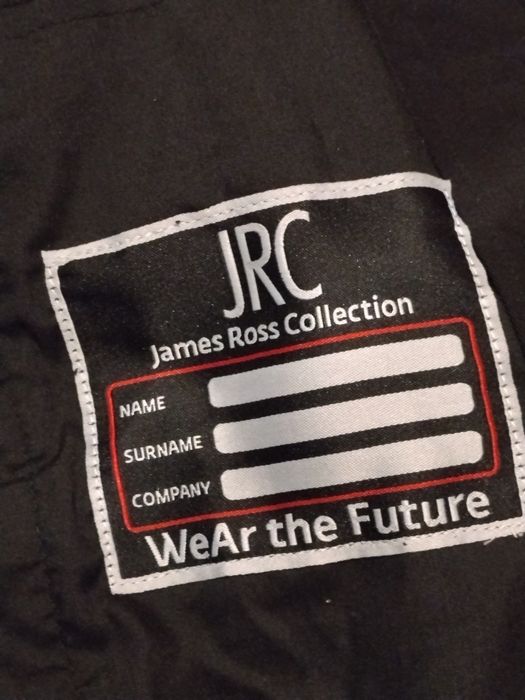 JRC
James Ross Collection
NAME
SURNAME
COMPANY
WeAr the Future